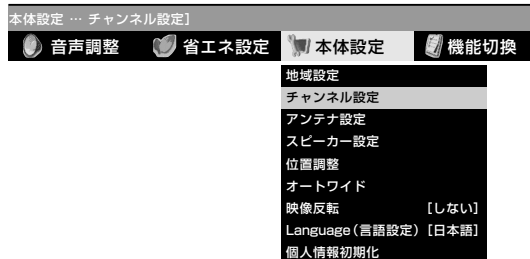 本体設定 … チャンネル設定]
音声調整 省エネ設定 本体設定 機能切換
地域設定
チャンネル設定
アンテナ設定
スピーカー設定
位置調整
オートワイド
映像反転 [しない]
Language(言語設定) [日本語]
個人情報初期化